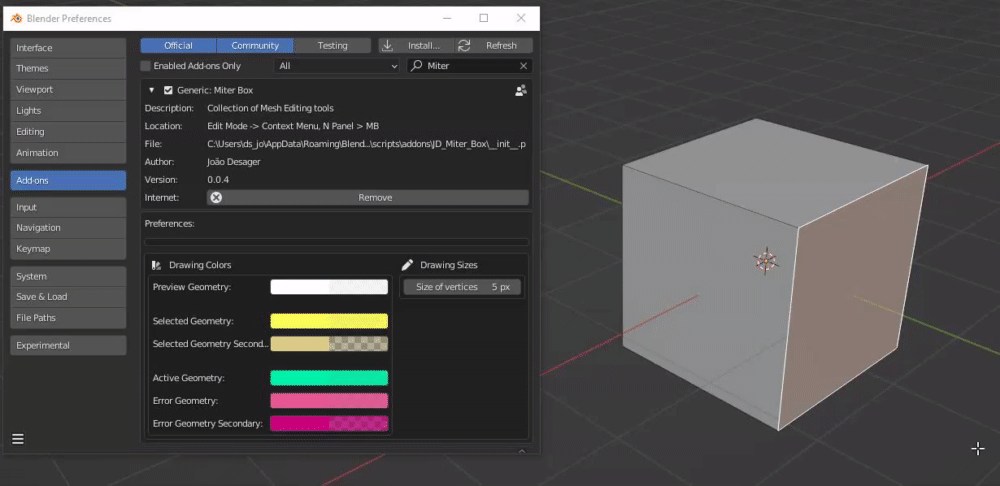 Blender Preferences
Interface
Themes
Viewport
Lights
Editing
Animation
Add-ons
Input
Navigation
Keymap
System
Save & Load
File Paths
Experimental
Official Community Testing Install... Refresh
Enabled Add-ons Only All Miter
Generic: Miter Box
Description: Collection of Mesh Editing tools
Location: Edit Mode -> Context Menu, N Panel > MB
File: C:\Users\ds_jo\AppData\Roaming\Blend...\scripts\addons\JD_Miter_Box\__init__.p
Author: João Desager
Version: 0.0.4
Internet: Remove
Preferences:
Drawing Colors
Preview Geometry:
Selected Geometry:
Selected Geometry Second...
Active Geometry:
Error Geometry:
Error Geometry Secondary:
Drawing Sizes
Size of vertices 5 px